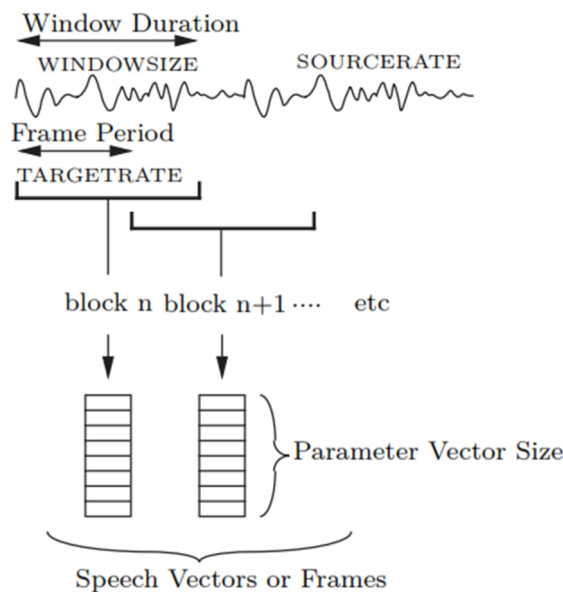 Window Duration
WINDOWSIZE SOURCERATE
Frame Period
TARGETRATE
block n block n+1 .... etc
Parameter Vector Size
Speech Vectors or Frames